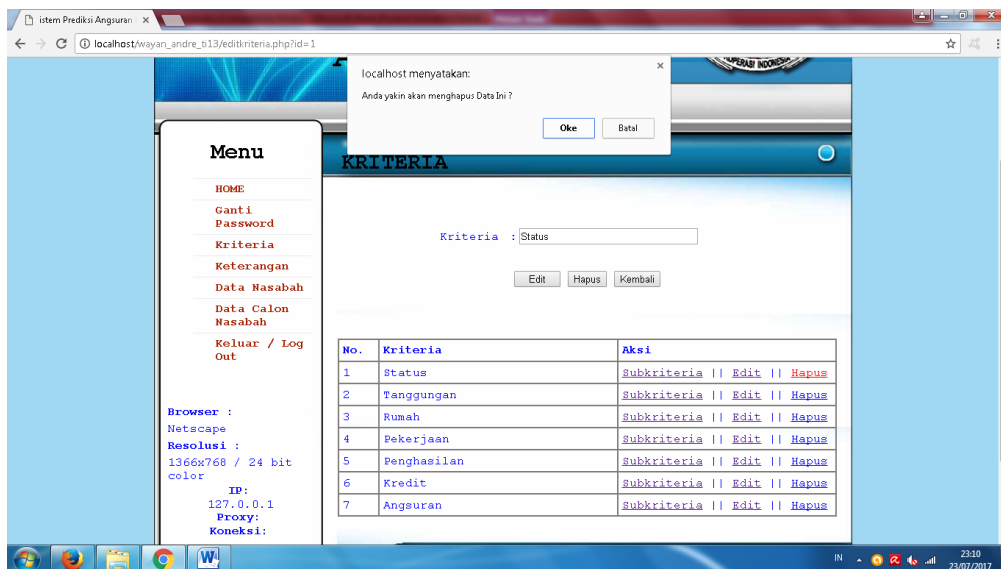 istem Prediksi Angsuran
localhost/wayan_andre_ti13/editkriteria.php?id=1
localhost menyatakan:
Anda yakin akan menghapus Data Ini ?
Oke Batal
OPERASI INDONESIA
Menu
HOME
Ganti
Password
Kriteria
Keterangan
Data Nasabah
Data Calon
Nasabah
Keluar / Log
Out
Browser :
Netscape
Resolusi :
1366x768 / 24 bit
color
IP:
127.0.0.1
Proxy:
Koneksi:
KRITERIA
Kriteria : Status
Edit Hapus Kembali
No. Kriteria Aksi
1 Status Subkriteria || Edit || Hapus
2 Tanggungan Subkriteria || Edit || Hapus
3 Rumah Subkriteria || Edit || Hapus
4 Pekerjaan Subkriteria || Edit || Hapus
5 Penghasilan Subkriteria || Edit || Hapus
6 Kredit Subkriteria || Edit || Hapus
7 Angsuran Subkriteria || Edit || Hapus
IN
23:10
23/07/2017